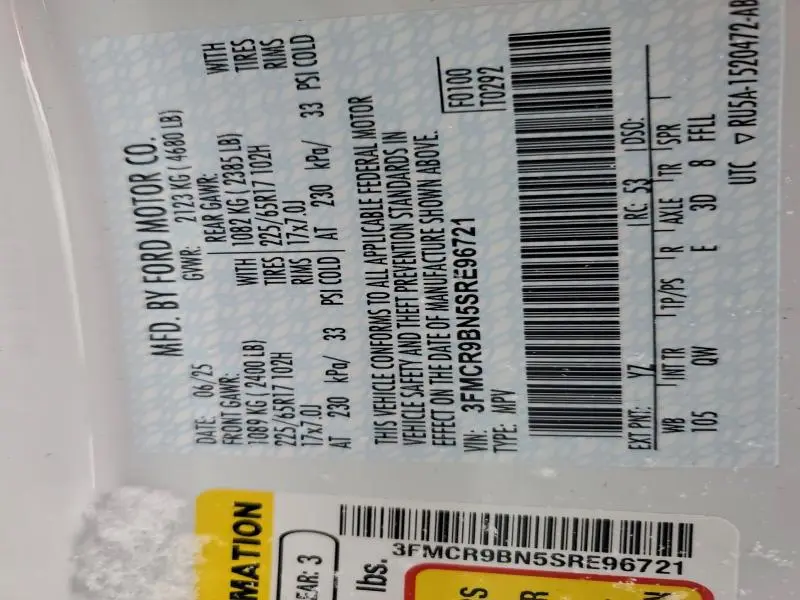 MFD. BY FORD MOTOR CO.
DATE: 06/25 GVWR: 2123 KG ( 4680 LB)
FRONT GAWR: REAR GAWR:
1089 KG ( 2400 LB) WITH 1082 KG ( 2385 LB) WITH
225/65R17 102H TIRES 225/65R17 102H TIRES
17x7.0J RIMS 17x7.0J RIMS
AT 230 kPa/ 33 PSI COLD AT 230 kPa/ 33 PSI COLD
THIS VEHICLE CONFORMS TO ALL APPLICABLE FEDERAL MOTOR
VEHICLE SAFETY AND THEFT PREVENTION STANDARDS IN
EFFECT ON THE DATE OF MANUFACTURE SHOWN ABOVE.
VIN: 3FMCR9BN5SRE96721 F0100
TYPE: MPV T0292
EXT PNT: YZ RC: 53 DSO:
WB INT TR TP/PS R AXLE TR SPR
105 QW E 3D 8 FFLL
UTC ▽ RU5A-1520472-AB
MATION
EAR: 3
lbs.
3FMCR9BN5SRE96721
RS
R
N